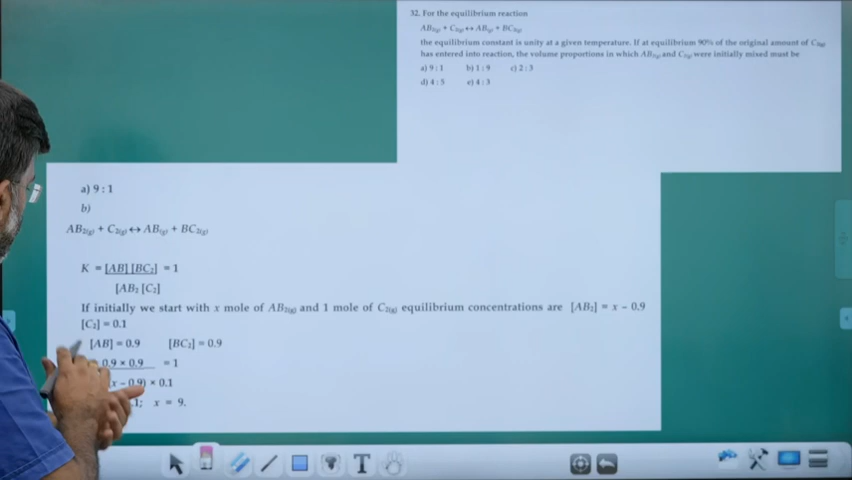 32. For the equilibrium reaction
AB₂(g) + C₂(g) ↔ AB(g) + BC₂(g)
the equilibrium constant is unity at a given temperature. If at equilibrium 90% of the original amount of C₂(g)
has entered into reaction, the volume proportions in which AB₂(g) and C₂(g) were initially mixed must be
a) 9 : 1 b) 1 : 9 c) 2 : 3
d) 4 : 5 e) 4 : 3
a) 9 : 1
b)
AB₂(g) + C₂(g) ↔ AB(g) + BC₂(g)
K = [AB] [BC₂] = 1
[AB₂ [C₂]
If initially we start with x mole of AB₂(g) and 1 mole of C₂(g) equilibrium concentrations are [AB₂] = x – 0.9
[C₂] = 0.1
[AB] = 0.9 [BC₂] = 0.9
0.9 × 0.9 = 1
x – 0.9) × 0.1
.1; x = 9.
T